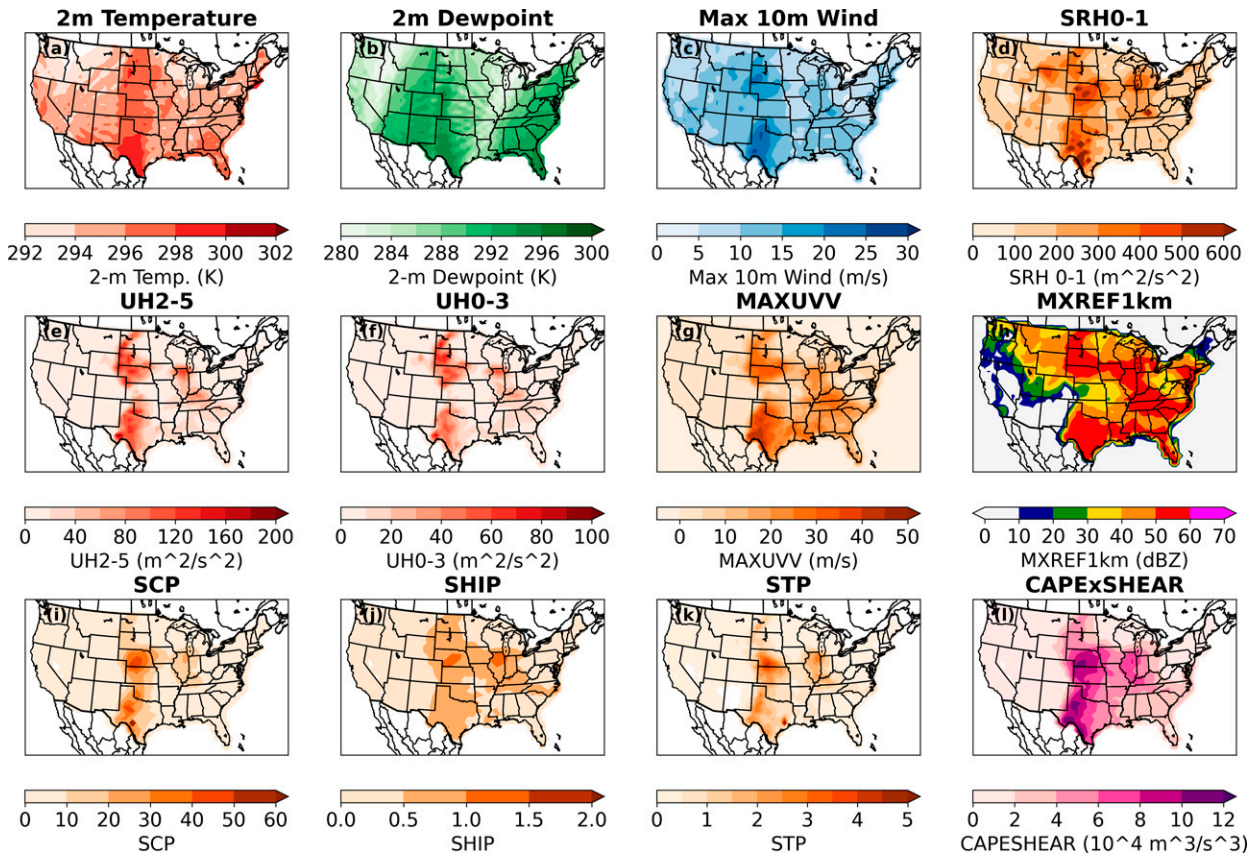 2m Temperature 2m Dewpoint Max 10m Wind SRH0-1
(a) (b) (c) (d)
292 294 296 298 300 302 280 284 288 292 296 300 0 5 10 15 20 25 30 0 100 200 300 400 500 600
2-m Temp. (K) 2-m Dewpoint (K) Max 10m Wind (m/s) SRH 0-1 (m^2/s^2)
UH2-5 UH0-3 MAXUVV MXREF1km
(e) (f) (g) (h)
0 40 80 120 160 200 0 20 40 60 80 100 0 10 20 30 40 50 0 10 20 30 40 50 60 70
UH2-5 (m^2/s^2) UH0-3 (m^2/s^2) MAXUVV (m/s) MXREF1km (dBZ)
SCP SHIP STP CAPExSHEAR
(i) (j) (k) (l)
0 10 20 30 40 50 60 0.0 0.5 1.0 1.5 2.0 0 1 2 3 4 5 0 2 4 6 8 10 12
SCP SHIP STP CAPESHEAR (10^4 m^3/s^3)